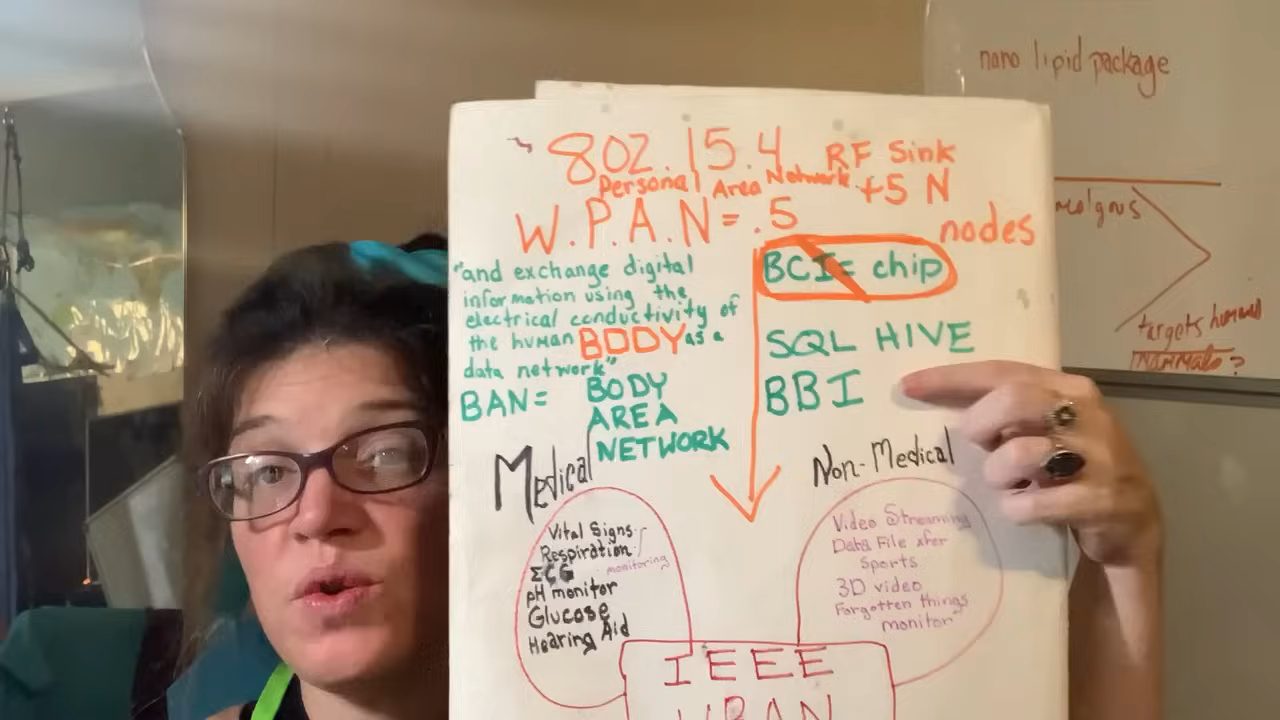 nano lipid package
targets human
mammals?
802.15.4 RF Sink
Personal Area Network +5 N
W.P.A.N = .5 nodes
"and exchange digital
information using the
electrical conductivity of
the human BODY as a
data network"
BAN= BODY
AREA
NETWORK
BCI= chip
SQL HIVE
BBI
Medical
Vital Signs
Respiration
monitoring
ECG
pH monitor
Glucose
Hearing Aid
Non-Medical
Video Streaming
Data File xfer
Sports
3D video
Forgotten things
monitor
IEEE